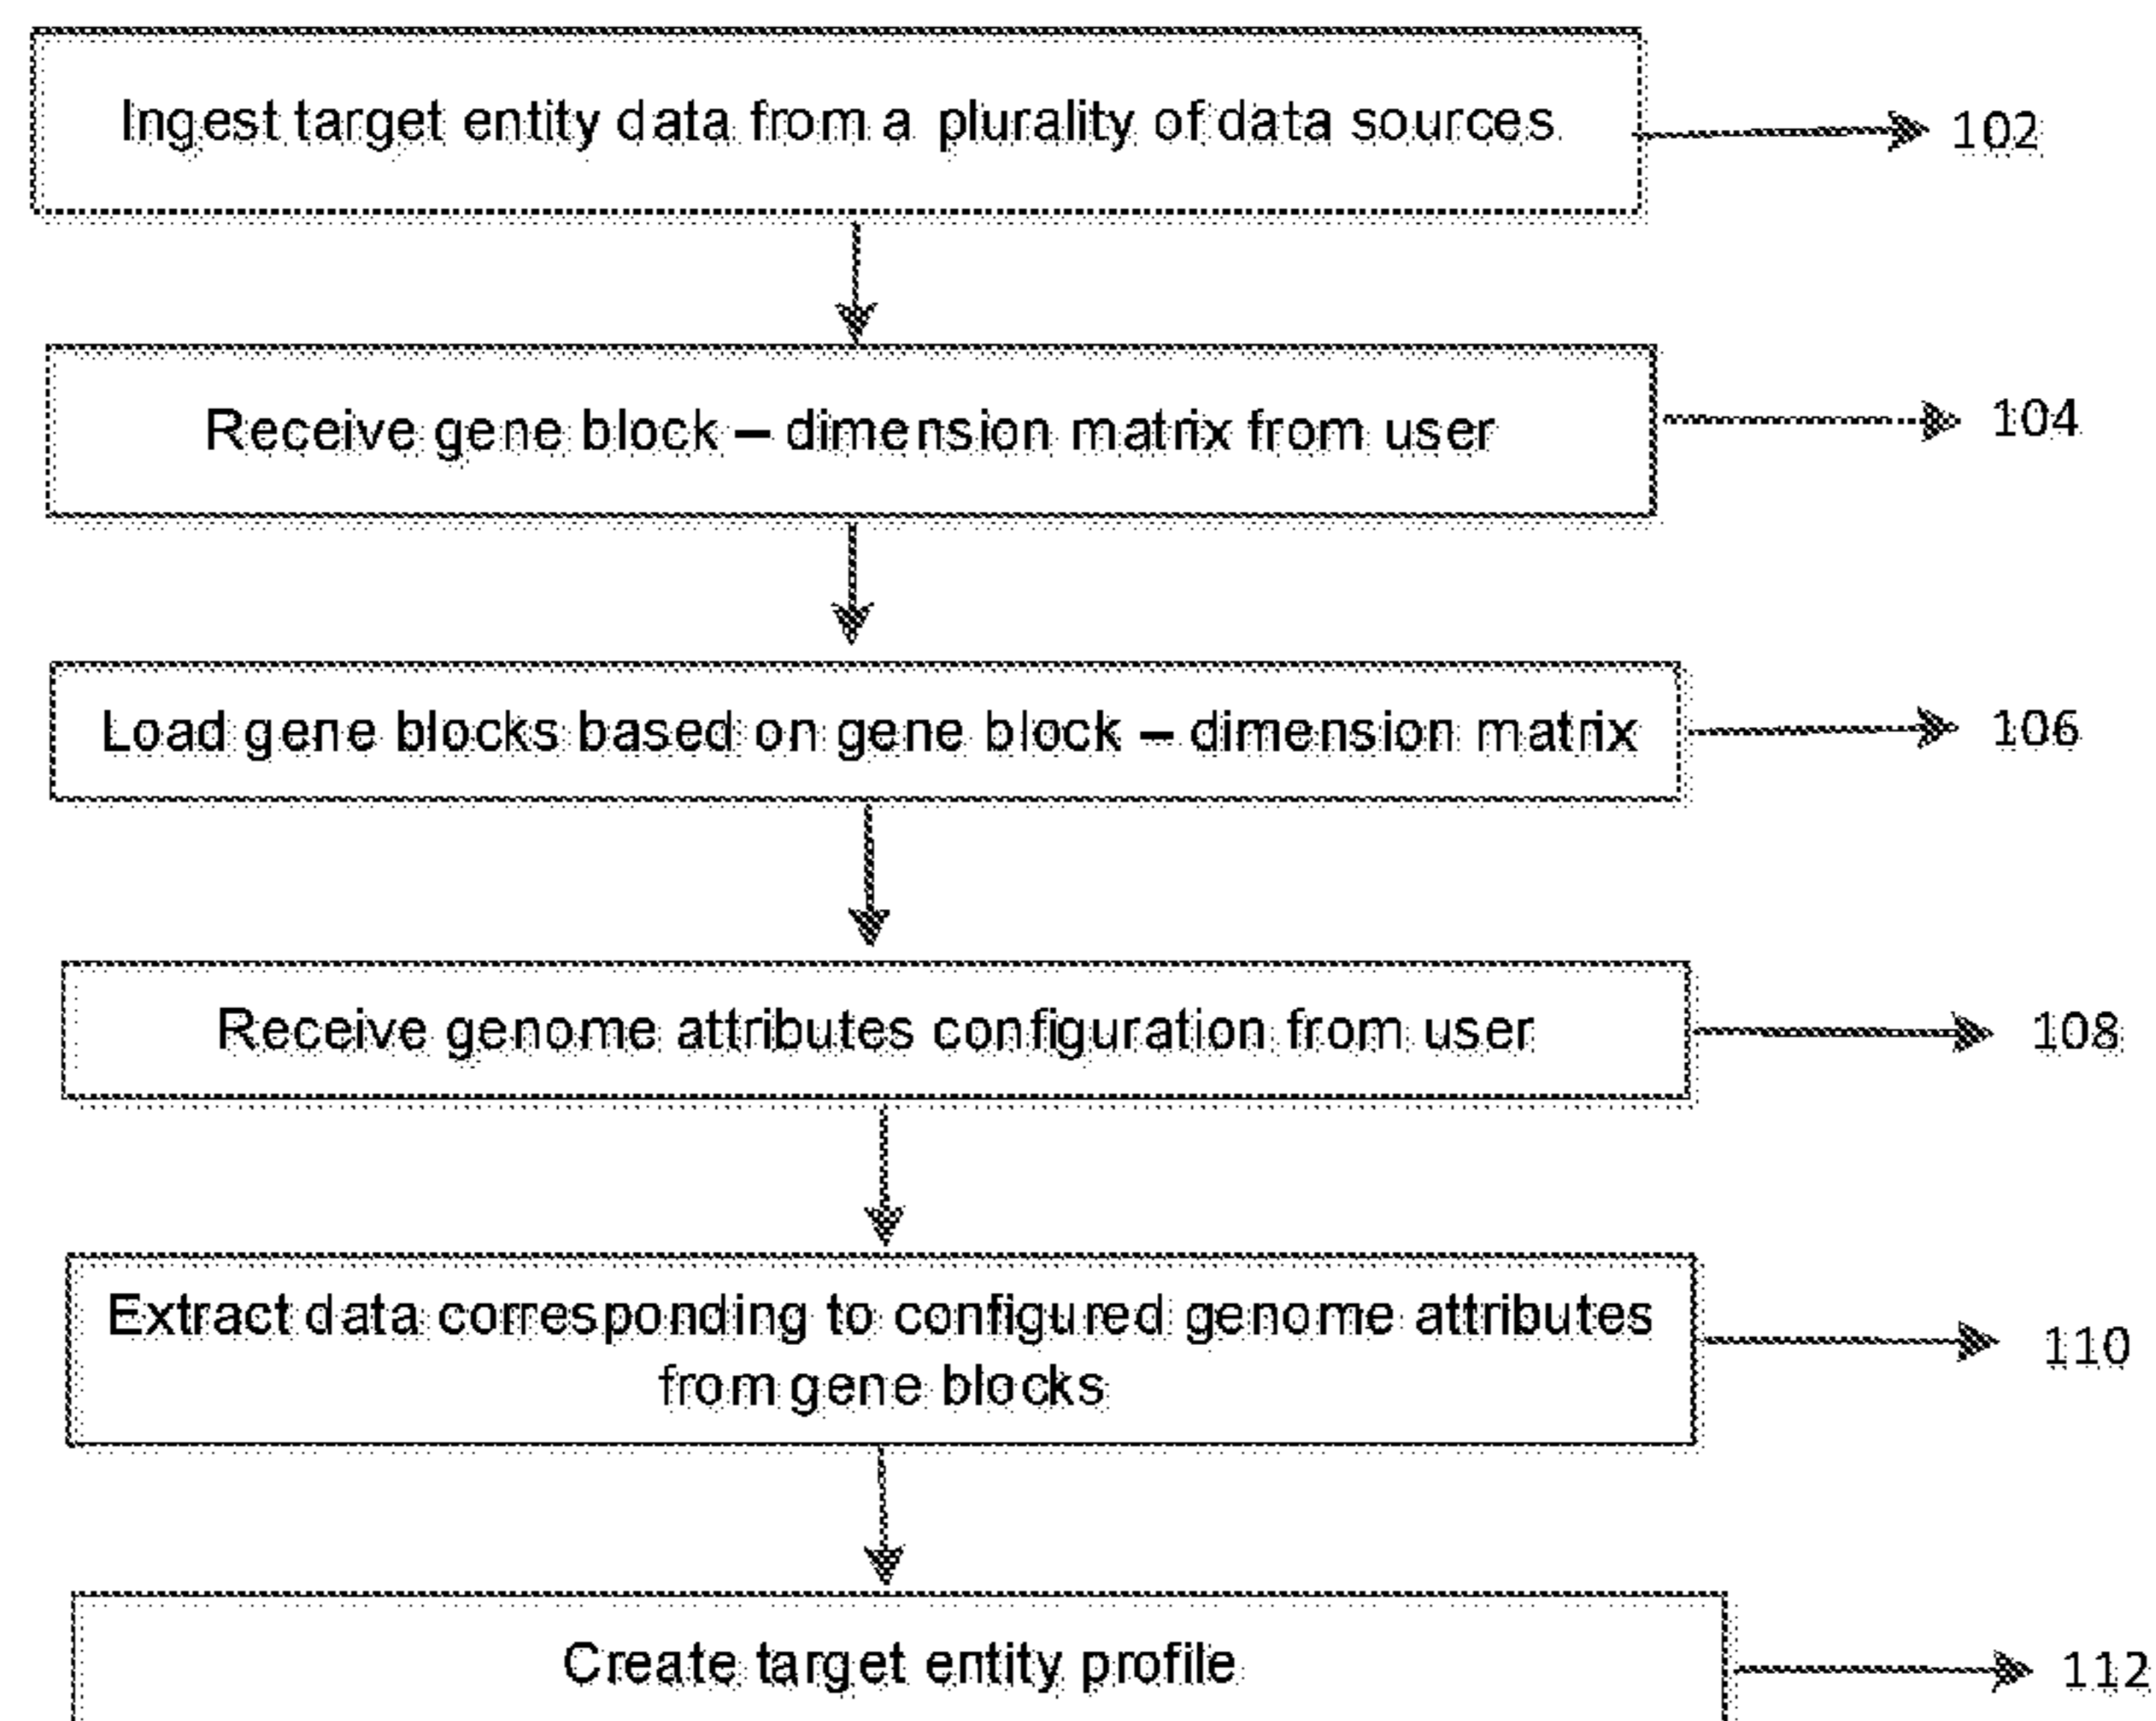 Ingest target entity data from a plurality of data sources
102
Receive gene block – dimension matrix from user
104
Load gene blocks based on gene block – dimension matrix
106
Receive genome attributes configuration from user
108
Extract data corresponding to configured genome attributes
from gene blocks
110
Create target entity profile
112